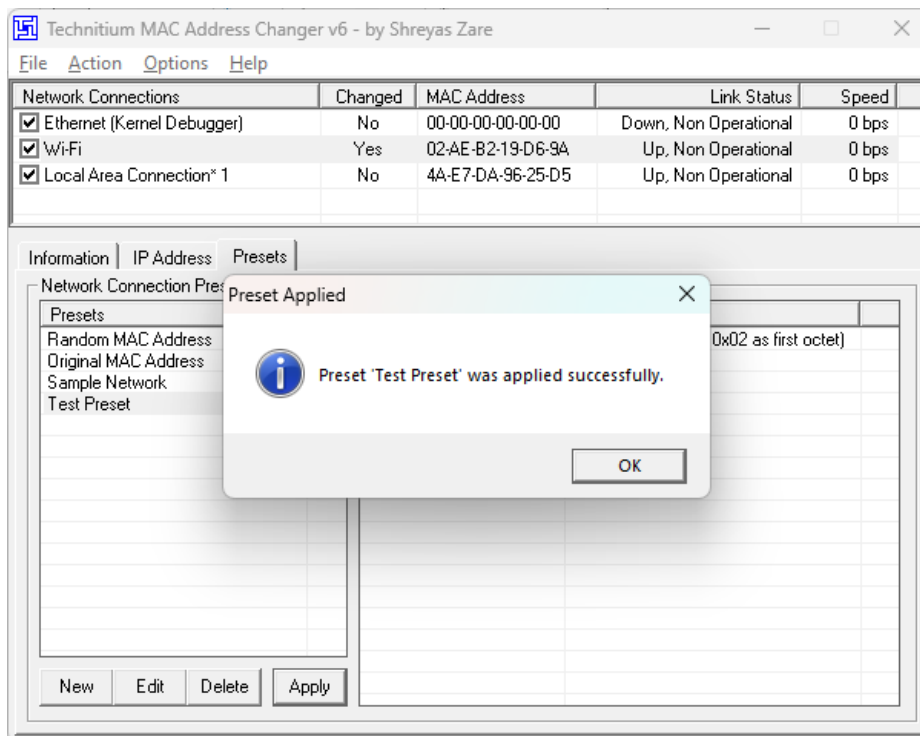 Technitium MAC Address Changer v6 - by Shreyas Zare
File Action Options Help
Network Connections Changed MAC Address Link Status Speed
Ethernet (Kernel Debugger) No 00-00-00-00-00-00 Down, Non Operational 0 bps
Wi-Fi Yes 02-AE-B2-19-D6-9A Up, Non Operational 0 bps
Local Area Connection* 1 No 4A-E7-DA-96-25-D5 Up, Non Operational 0 bps
Information IP Address Presets
Network Connection Pres
Preset Applied
Presets
Random MAC Address 0x02 as first octet)
Original MAC Address
Preset 'Test Preset' was applied successfully.
Sample Network
Test Preset
OK
New Edit Delete Apply